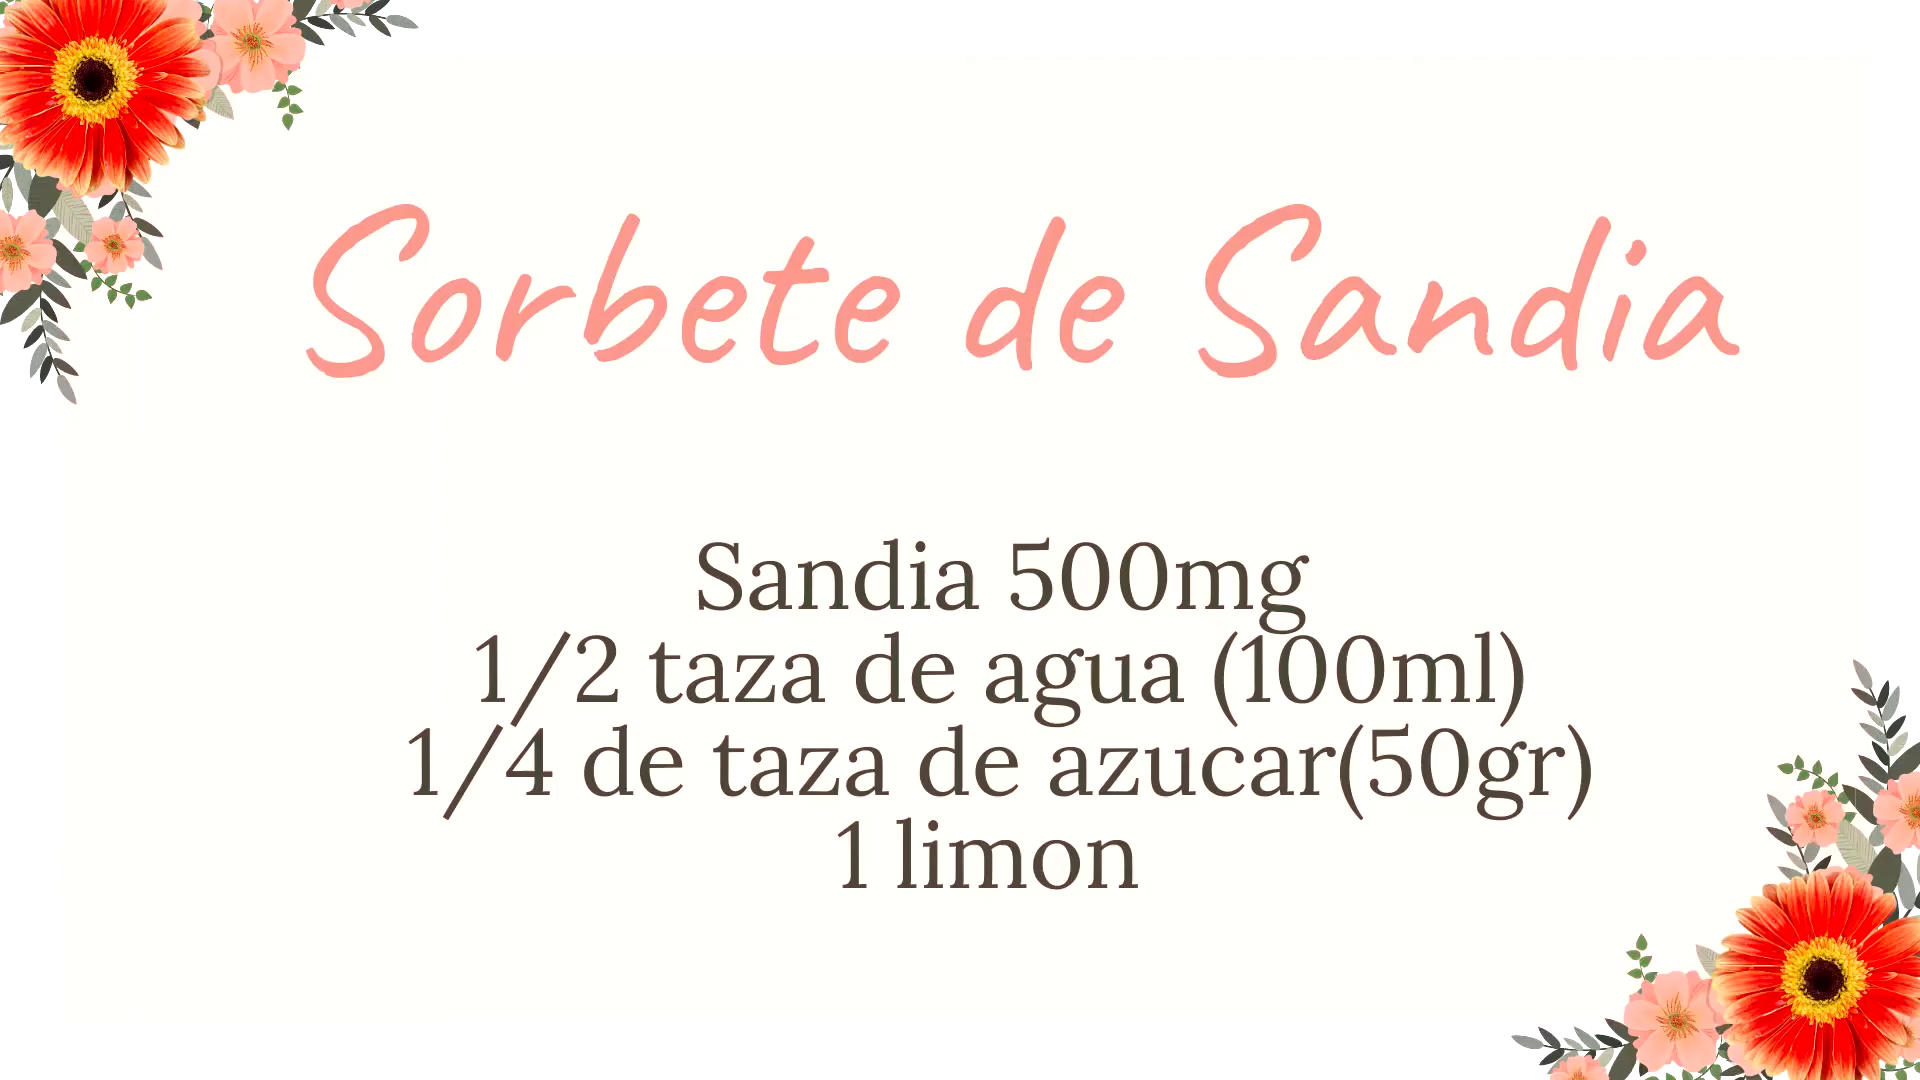 Sorbete de Sandia
Sandia 500mg
1/2 taza de agua (100ml)
1/4 de taza de azucar(50gr)
1 limon